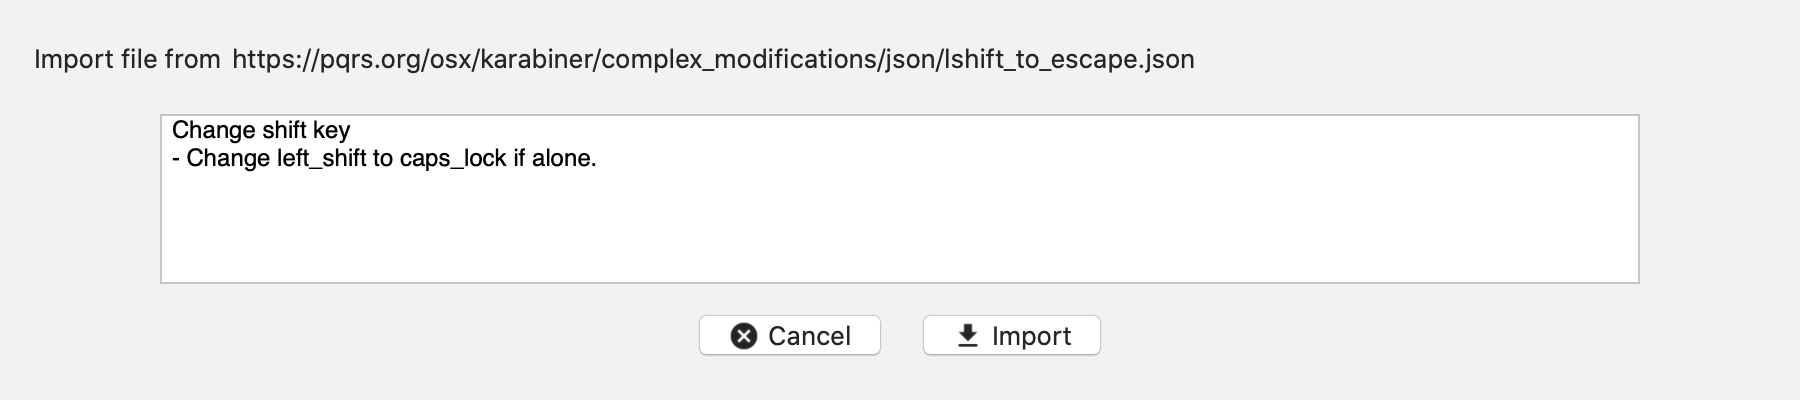 Import file from https://pqrs.org/osx/karabiner/complex_modifications/json/lshift_to_escape.json
Change shift key
- Change left_shift to caps_lock if alone.
Cancel
Import